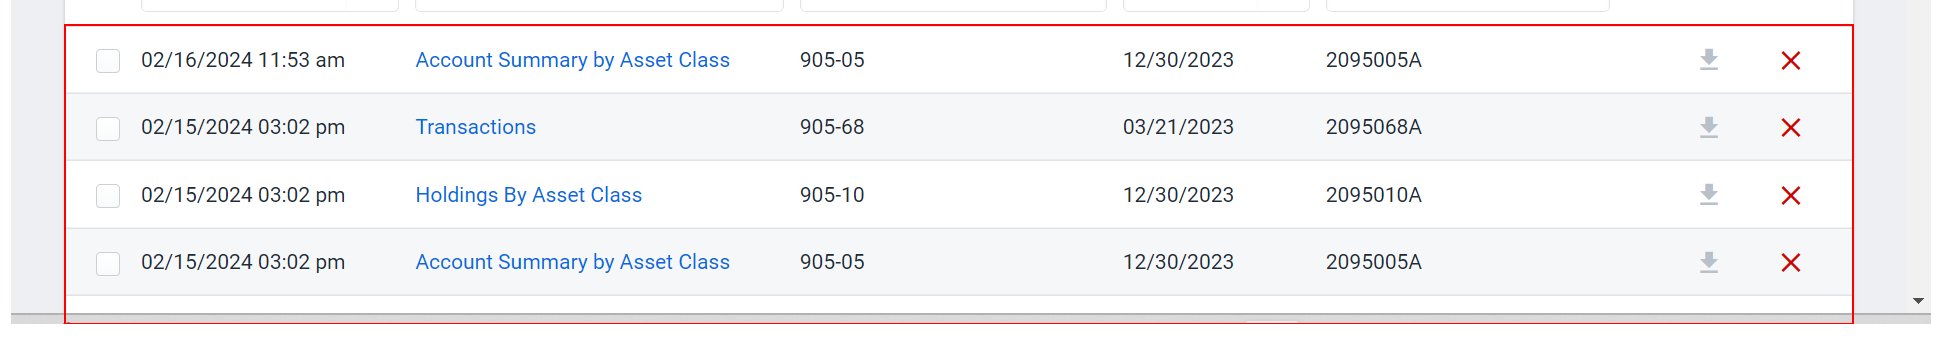 02/16/2024 11:53 am Account Summary by Asset Class 905-05 12/30/2023 2095005A
02/15/2024 03:02 pm Transactions 905-68 03/21/2023 2095068A
02/15/2024 03:02 pm Holdings By Asset Class 905-10 12/30/2023 2095010A
02/15/2024 03:02 pm Account Summary by Asset Class 905-05 12/30/2023 2095005A